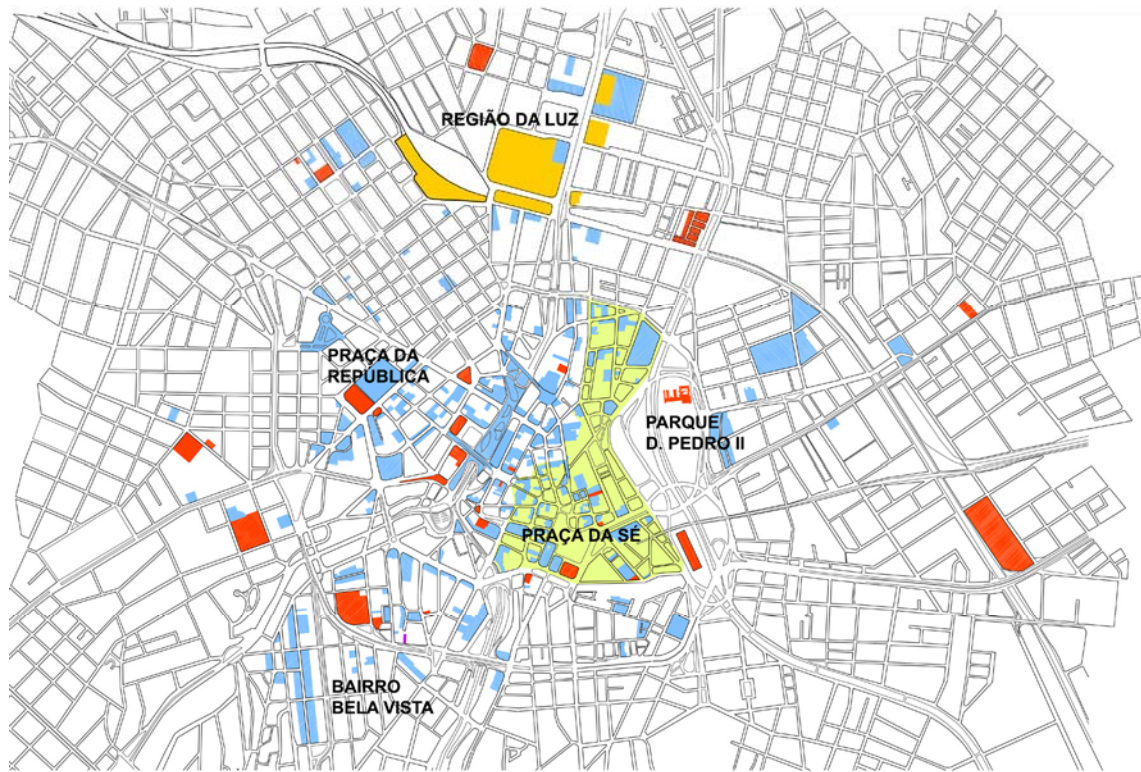 REGIÃO DA LUZ
PRAÇA DA
REPÚBLICA
PARQUE
D. PEDRO II
PRAÇA DA SÉ
BAIRRO
BELA VISTA